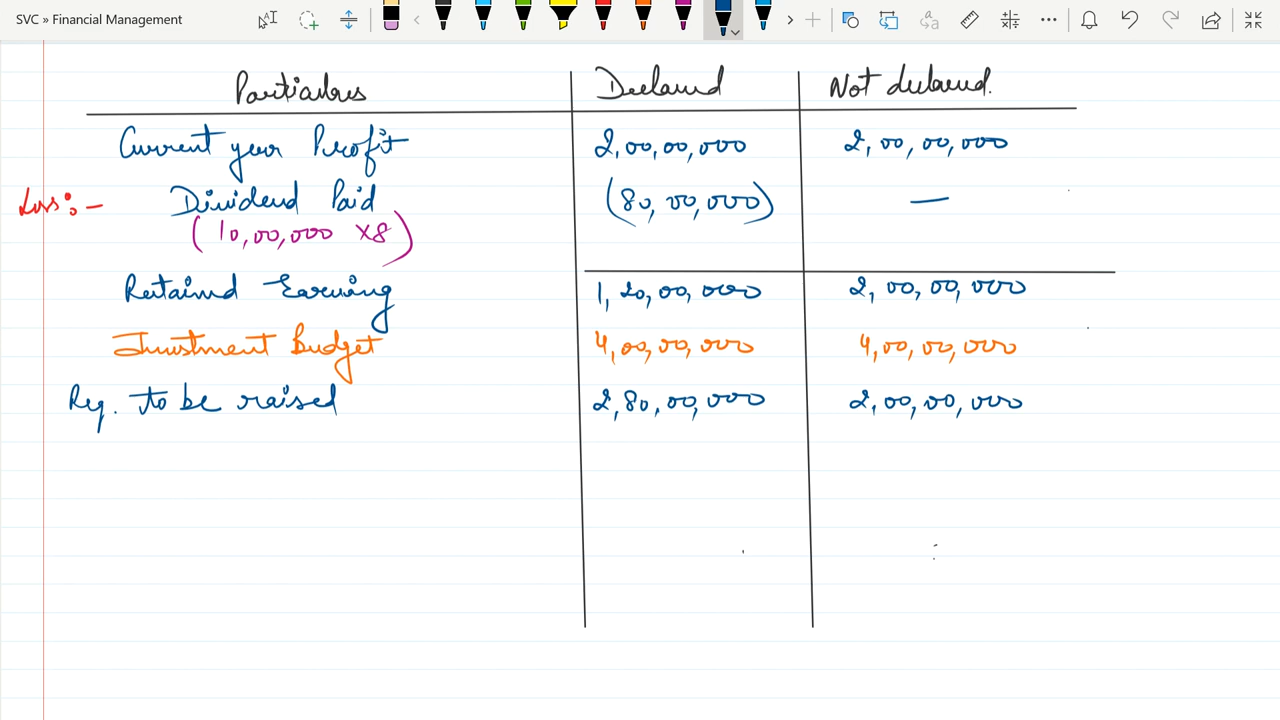 SVC » Financial Management
Particulars Declared Not declared.
Current year Profit 2,00,00,000 2,00,00,000
Less:- Dividend Paid (80,00,000) —
(10,00,000 x8)
Retained Earning 1,20,00,000 2,00,00,000
Investment Budget 4,00,00,000 4,00,00,000
Req. to be raised 2,80,00,000 2,00,00,000